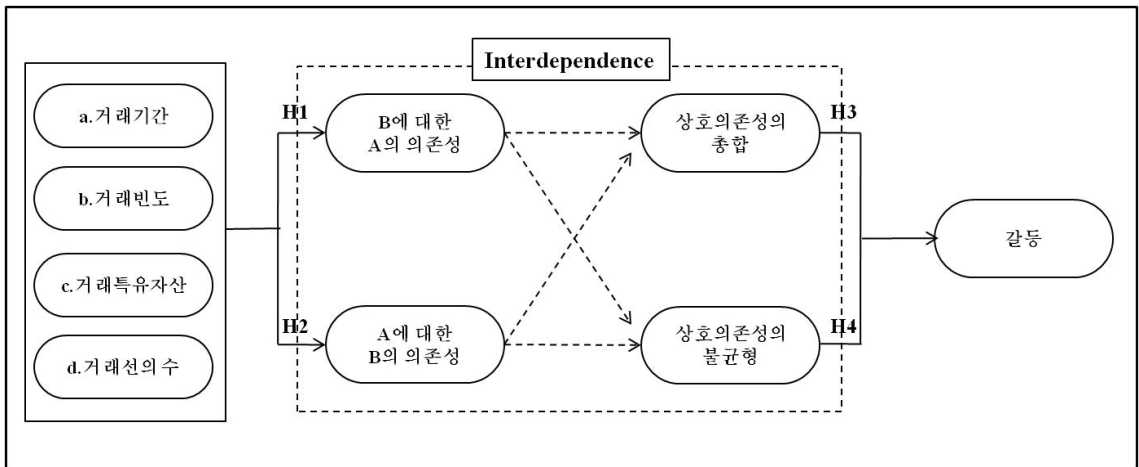 Interdependence
a.거래기간
b.거래빈도
c.거래특유자산
d.거래선의수
H1
B에 대한
A의 의존성
H2
A에 대한
B의 의존성
상호의존성의
총합
H3
상호의존성의
불균형
H4
갈등